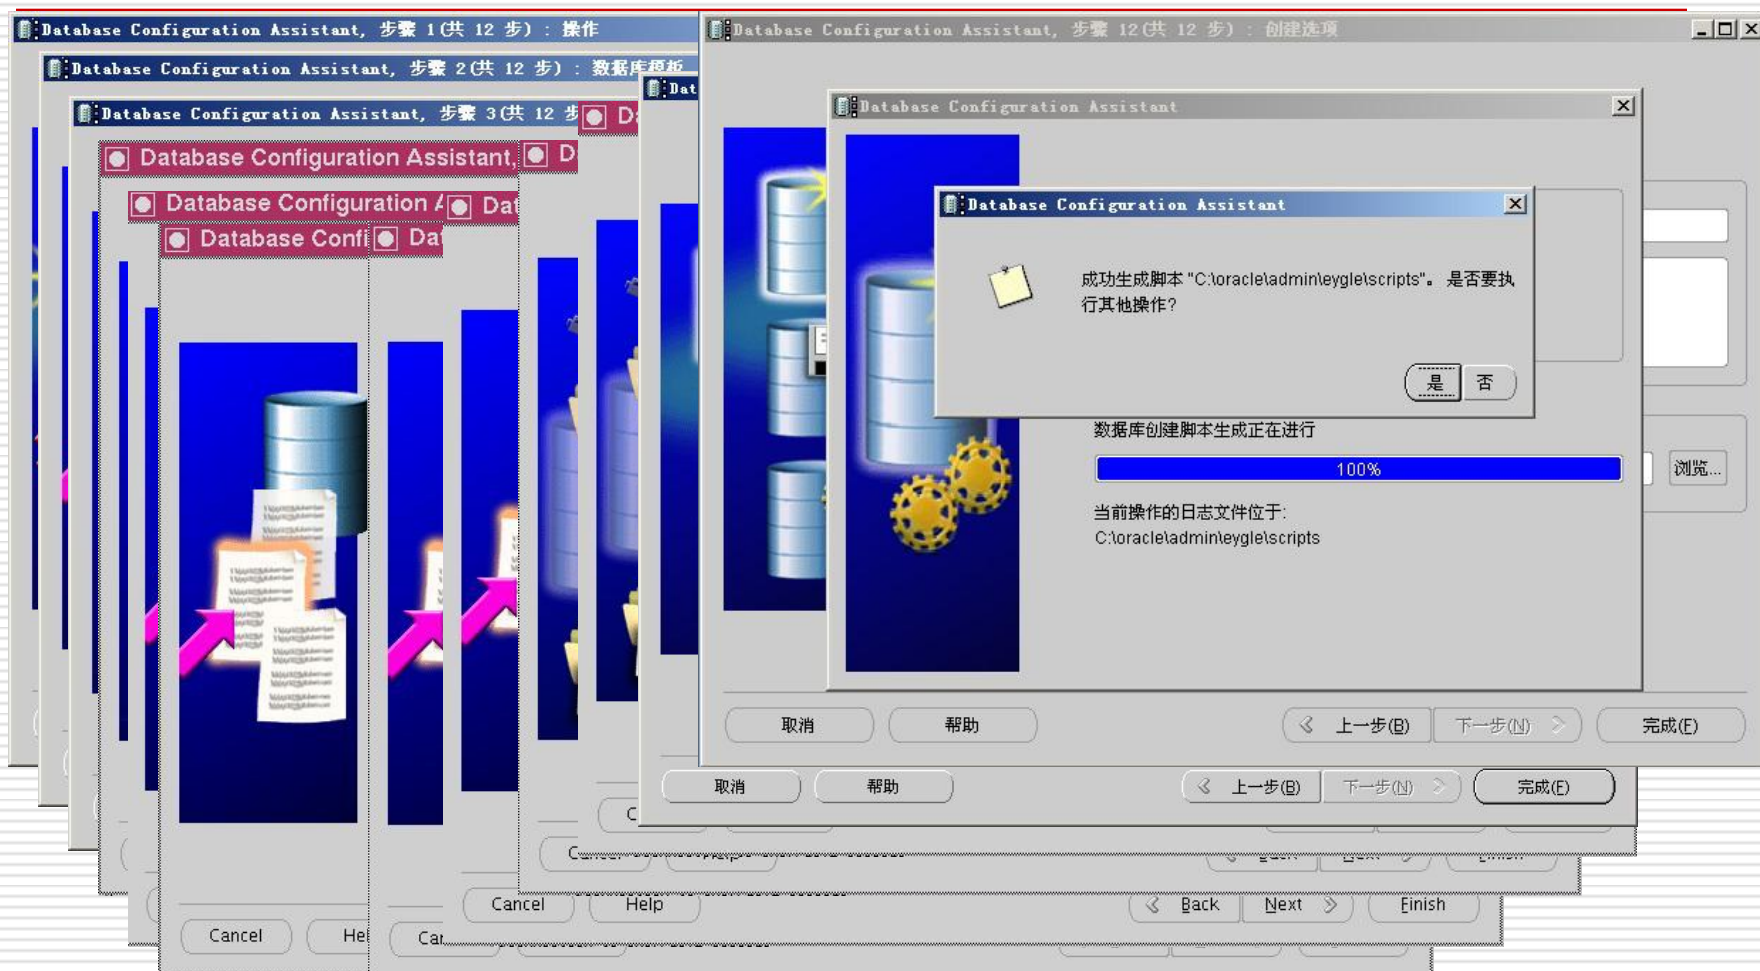 Database Configuration Assistant, 步骤 1(共 12 步) : 操作
Database Configuration Assistant, 步骤 12(共 12 步) : 创建选项
Database Configuration Assistant, 步骤 2(共 12 步) : 数据库模板
Database Configuration Assistant, 步骤 3(共 12 步
Database Configuration Assistant
Database Configuration Assistant,
Database Configuration
Database
Database Configuration Assistant
成功生成脚本 "C:\oracle\admin\eygle\scripts"。 是否要执
行其他操作?
是 否
数据库创建脚本生成正在进行
100%
浏览...
当前操作的日志文件位于:
C:\oracle\admin\eygle\scripts
取消 帮助 上一步(B) 下一步(N) 完成(F)
取消 帮助 上一步(B) 下一步(N) 完成(F)
Cancel Help Back Next Finish
Cancel